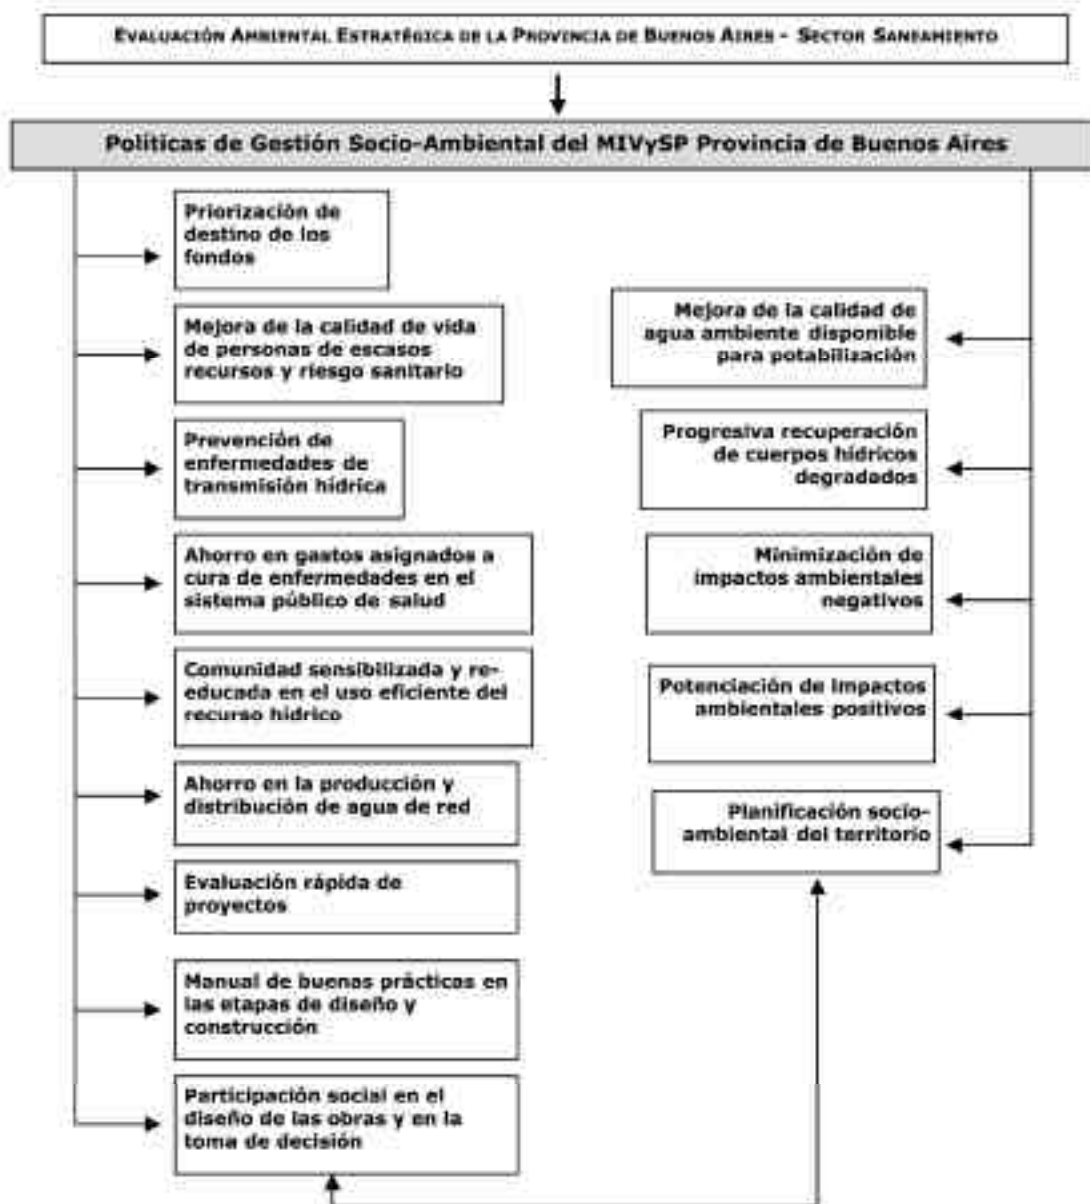 EVALUACIÓN AMBIENTAL ESTRATÉGICA DE LA PROVINCIA DE BUENOS AIRES - SECTOR SANEAMIENTO
Políticas de Gestión Socio-Ambiental del MIVySP Provincia de Buenos Aires
Priorización de
destino de los
fondos
Mejora de la calidad de vida
de personas de escasos
recursos y riesgo sanitario
Prevención de
enfermedades de
transmisión hídrica
Ahorro en gastos asignados a
cura de enfermedades en el
sistema público de salud
Comunidad sensibilizada y re-
educada en el uso eficiente del
recurso hídrico
Ahorro en la producción y
distribución de agua de red
Evaluación rápida de
proyectos
Manual de buenas prácticas en
las etapas de diseño y
construcción
Participación social en el
diseño de las obras y en la
toma de decisión
Mejora de la calidad de
agua ambiente disponible
para potabilización
Progresiva recuperación
de cuerpos hídricos
degradados
Minimización de
impactos ambientales
negativos
Potenciación de impactos
ambientales positivos
Planificación socio-
ambiental del territorio